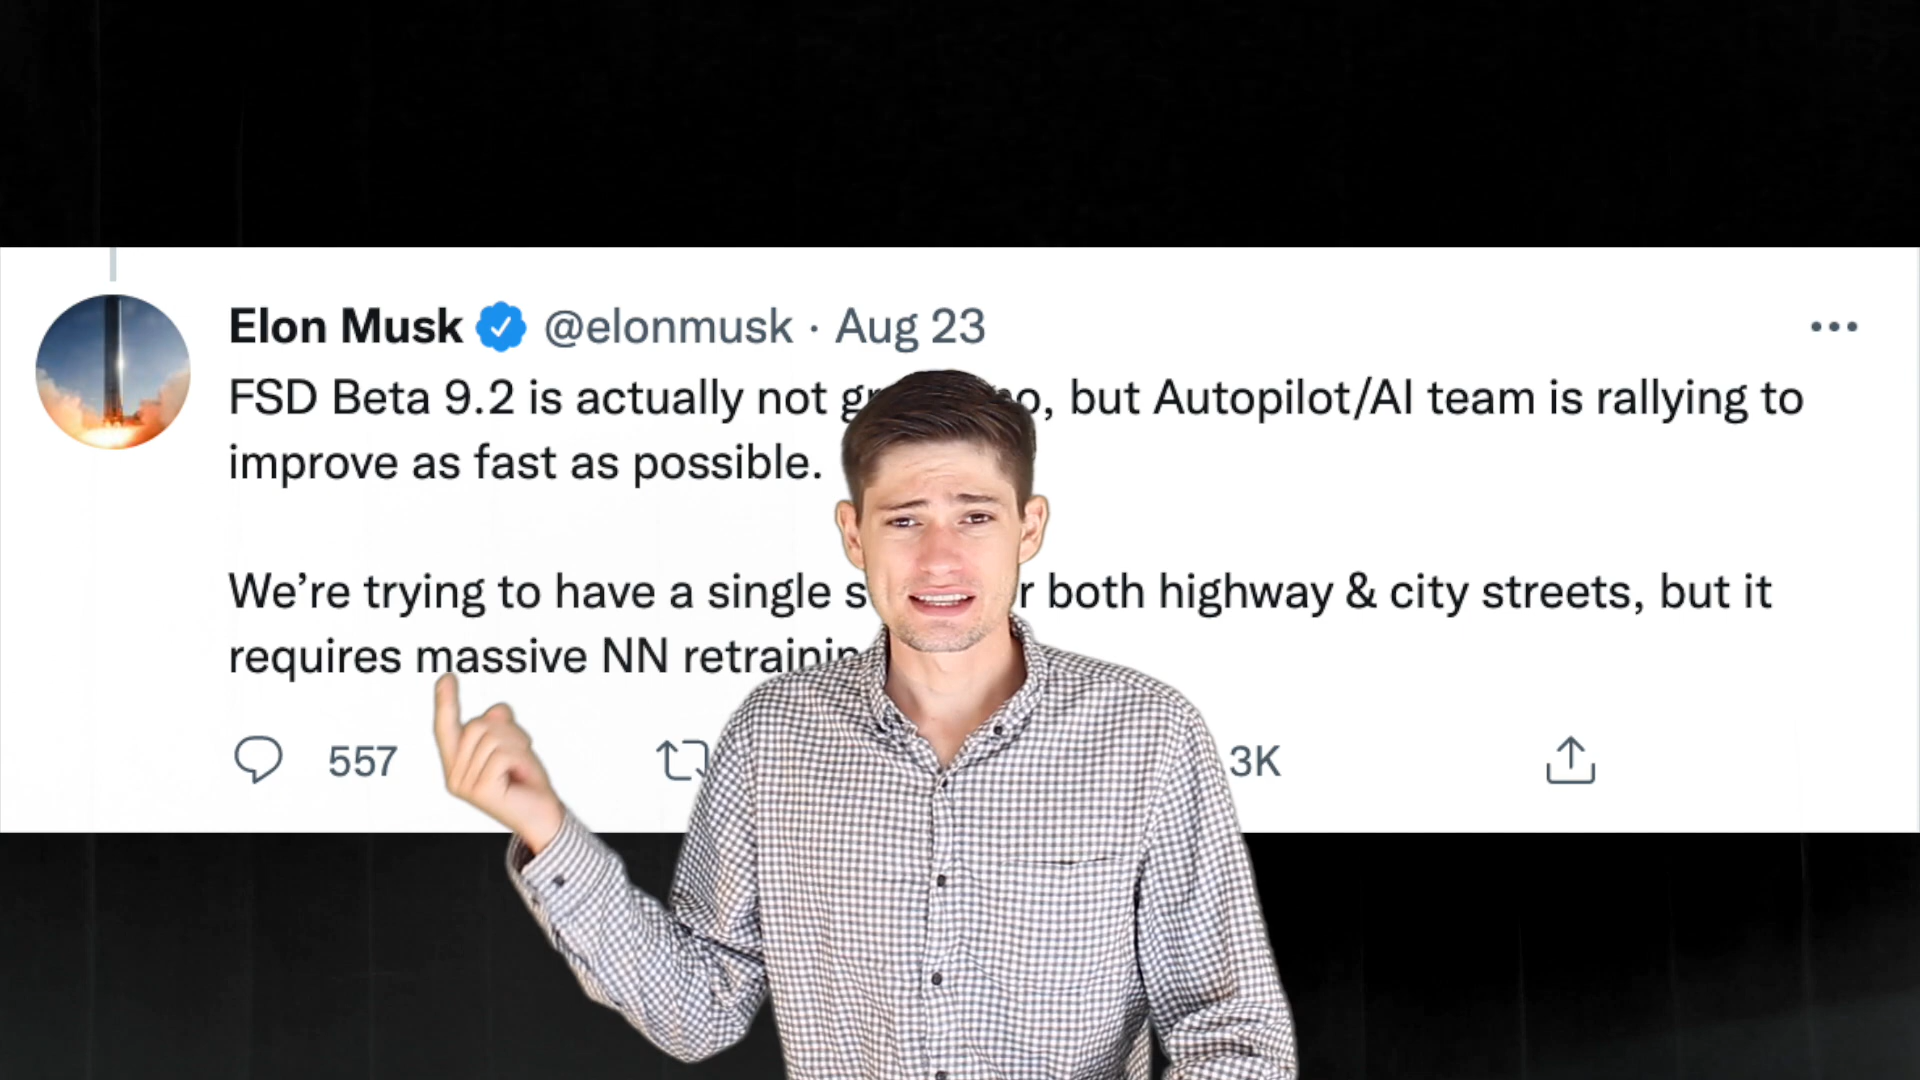 Elon Musk @elonmusk · Aug 23
FSD Beta 9.2 is actually not but Autopilot/AI team is rallying to
improve as fast as possible.
We’re trying to have a single both highway & city streets, but it
requires massive NN
557 3K